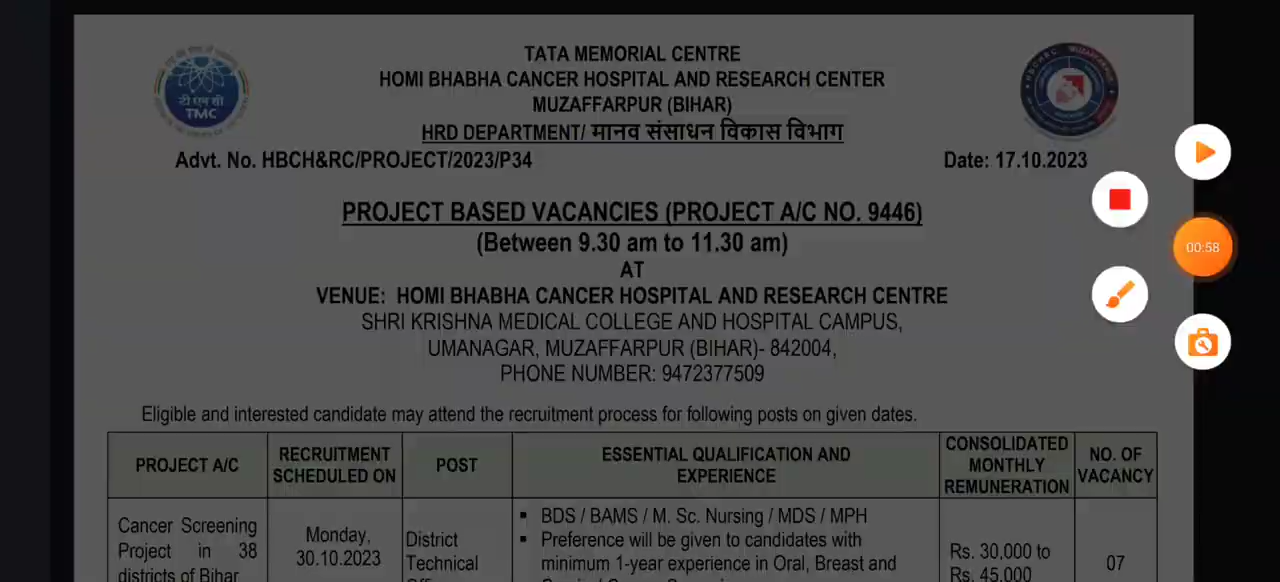 TATA MEMORIAL CENTRE
HOMI BHABHA CANCER HOSPITAL AND RESEARCH CENTER
MUZAFFARPUR (BIHAR)
HRD DEPARTMENT/ मानव संसाधन विकास विभाग
टी एम सी
TMC
Advt. No. HBCH&RC/PROJECT/2023/P34
Date: 17.10.2023
PROJECT BASED VACANCIES (PROJECT A/C NO. 9446)
(Between 9.30 am to 11.30 am)
AT
VENUE: HOMI BHABHA CANCER HOSPITAL AND RESEARCH CENTRE
SHRI KRISHNA MEDICAL COLLEGE AND HOSPITAL CAMPUS,
UMANAGAR, MUZAFFARPUR (BIHAR)- 842004,
PHONE NUMBER: 9472377509
00:58
Eligible and interested candidate may attend the recruitment process for following posts on given dates.
PROJECT A/C
RECRUITMENT
SCHEDULED ON
POST
ESSENTIAL QUALIFICATION AND
EXPERIENCE
CONSOLIDATED
MONTHLY
REMUNERATION
NO. OF
VACANCY
Cancer Screening
Project in 38
districts of Bihar
Monday,
30.10.2023
District
Technical
▪ BDS / BAMS / M. Sc. Nursing / MDS / MPH
▪ Preference will be given to candidates with
minimum 1-year experience in Oral, Breast and
Rs. 30,000 to
Rs. 45,000
07